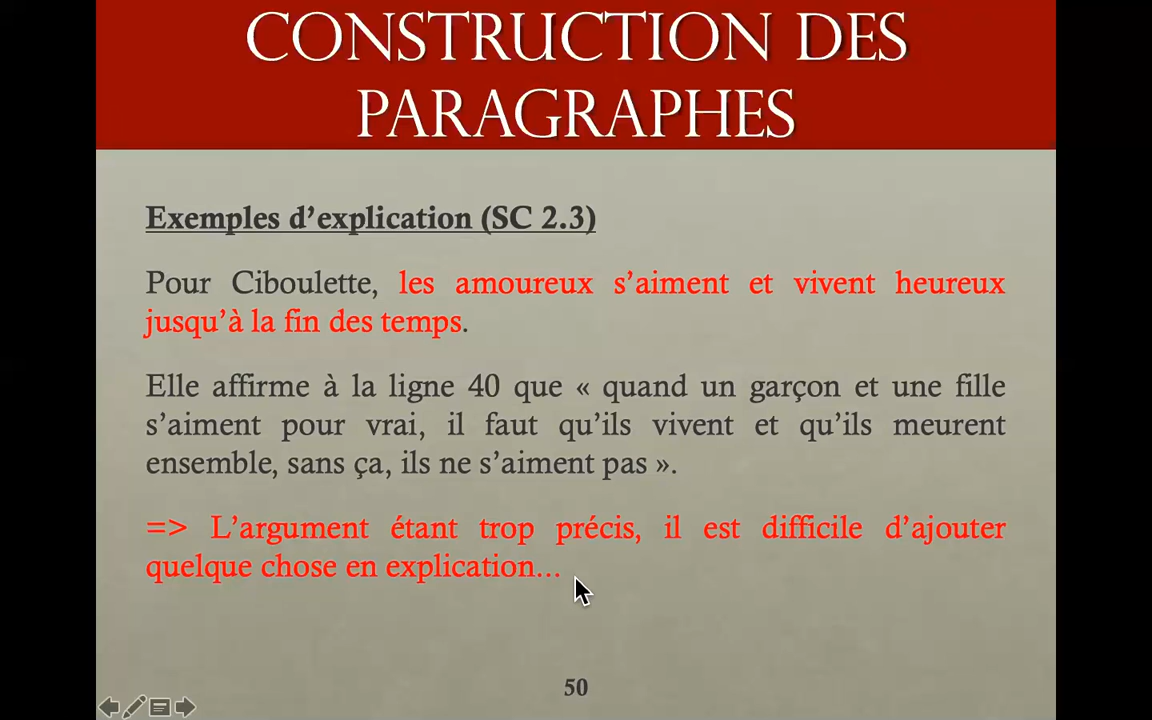 CONSTRUCTION DES
PARAGRAPHES
Exemples d’explication (SC 2.3)
Pour Ciboulette, les amoureux s’aiment et vivent heureux
jusqu’à la fin des temps.
Elle affirme à la ligne 40 que « quand un garçon et une fille
s’aiment pour vrai, il faut qu’ils vivent et qu’ils meurent
ensemble, sans ça, ils ne s’aiment pas ».
=> L’argument étant trop précis, il est difficile d’ajouter
quelque chose en explication...
50